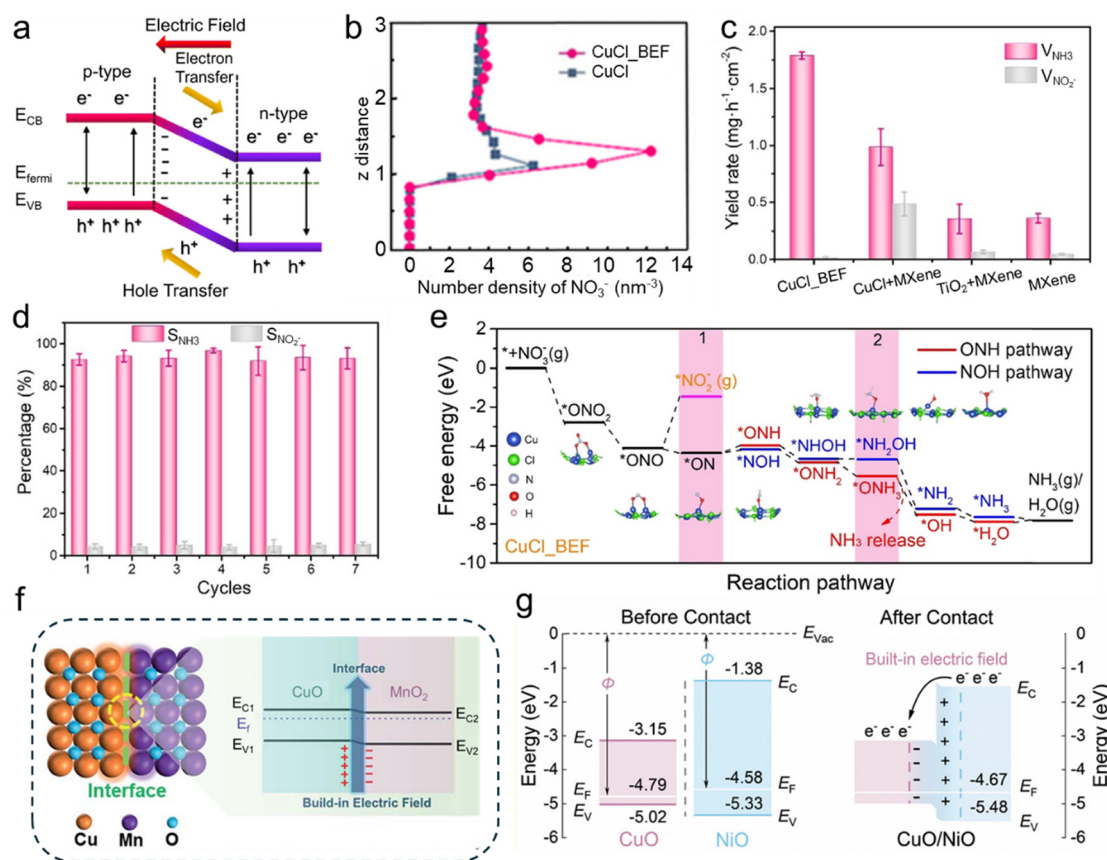 a
Electric Field
Electron
Transfer
p-type
e⁻ e⁻
e⁻
n-type
e⁻ e⁻ e⁻
E_CB
E_fermi
E_VB
h⁺ h⁺ h⁺
h⁺
h⁺ h⁺
Hole Transfer
b
CuCl_BEF
CuCl
z distance
3
2
1
0
0 2 4 6 8 10 12 14
Number density of NO₃⁻ (nm⁻³)
c
V_NH3
V_NO₂⁻
Yield rate (mg·h⁻¹·cm⁻²)
2.0
1.5
1.0
0.5
0.0
CuCl_BEF
CuCl+MXene
TiO₂+MXene
MXene
d
S_NH3
S_NO₂⁻
Percentage (%)
100
80
60
40
20
0
1 2 3 4 5 6 7
Cycles
e
1
2
ONH pathway
NOH pathway
Free energy (eV)
2
0
-2
-4
-6
-8
-10
*+NO₃⁻(g)
*ONO₂
*ONO
*NO₂⁻(g)
*ON
*ONH
*NOH
*NHOH
*ONH₂
*NH₂OH
*ONH₃
*NH₂
*OH
*NH₃
*H₂O
NH₃(g)/
H₂O(g)
NH₃ release
Cu
Cl
N
O
H
CuCl_BEF
Reaction pathway
f
Interface
Cu Mn O
Interface
CuO
MnO₂
E_C1
E_f
E_V1
E_C2
E_V2
Build-in Electric Field
g
Before Contact
After Contact
E_Vac
Energy (eV)
0
-1
-2
-3
-4
-5
Φ
Φ
-1.38
E_C
-3.15
E_C
-4.79
E_F
E_V
-5.02
-4.58
E_F
-5.33
E_V
CuO
NiO
Built-in electric field
e⁻ e⁻ e⁻
E_C
e⁻ e⁻ e⁻
-4.67
E_F
-5.48
E_V
CuO/NiO
0
-1
-2
-3
-4
-5
Energy (eV)